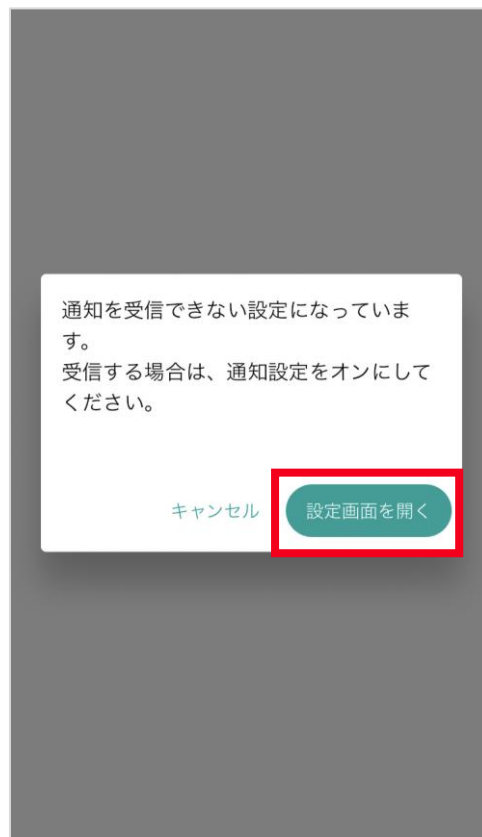 通知を受信できない設定になっていま
す。
受信する場合は、通知設定をオンにして
ください。
キャンセル
設定画面を開く